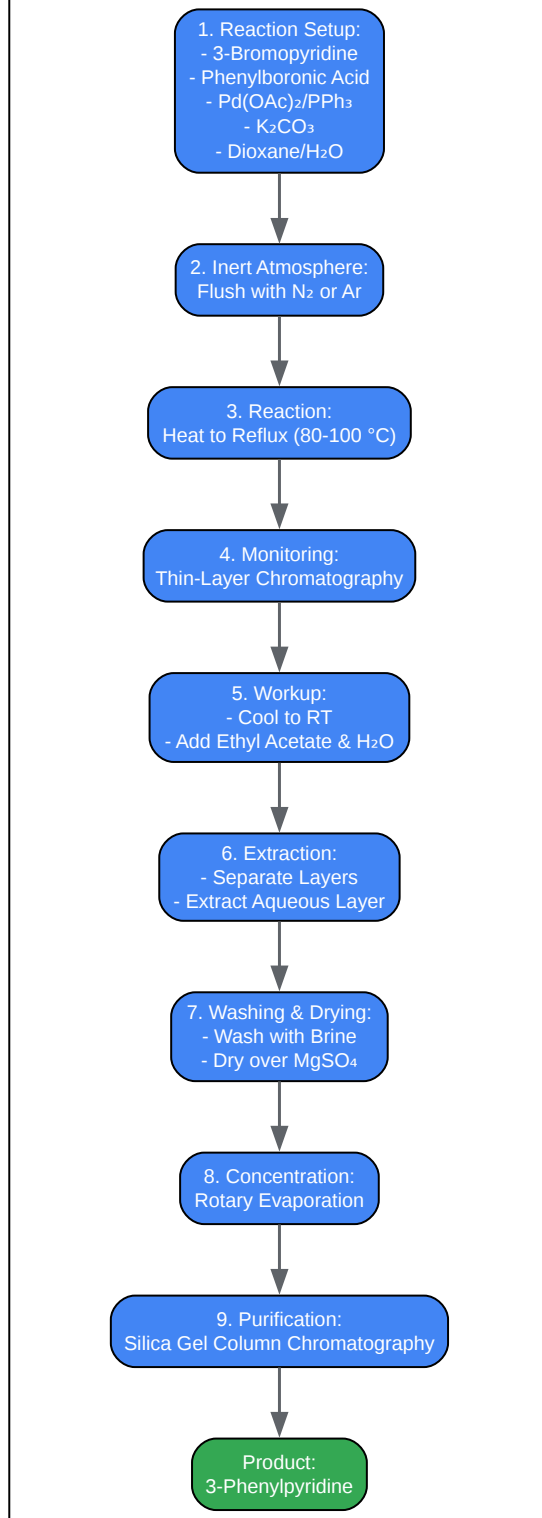 1. Reaction Setup:
- 3-Bromopyridine
- Phenylboronic Acid
- Pd(OAc)₂/PPh₃
- K₂CO₃
- Dioxane/H₂O
2. Inert Atmosphere:
Flush with N₂ or Ar
3. Reaction:
Heat to Reflux (80-100 °C)
4. Monitoring:
Thin-Layer Chromatography
5. Workup:
- Cool to RT
- Add Ethyl Acetate & H₂O
6. Extraction:
- Separate Layers
- Extract Aqueous Layer
7. Washing & Drying:
- Wash with Brine
- Dry over MgSO₄
8. Concentration:
Rotary Evaporation
9. Purification:
Silica Gel Column Chromatography
Product:
3-Phenylpyridine